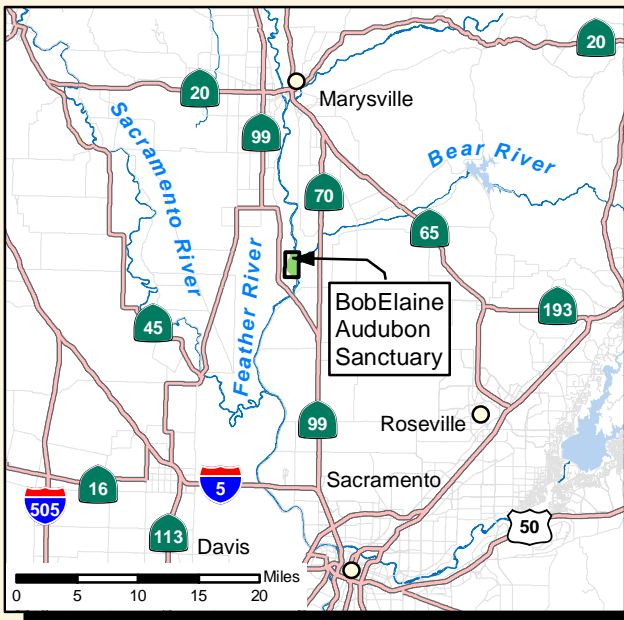 20
20
Marysville
Sacramento River
99
Bear River
70
65
Feather River
BobElaine
Audubon
Sanctuary
193
45
Roseville
99
Sacramento
5
16
505
50
113
Davis
Miles
0 5 10 15 20